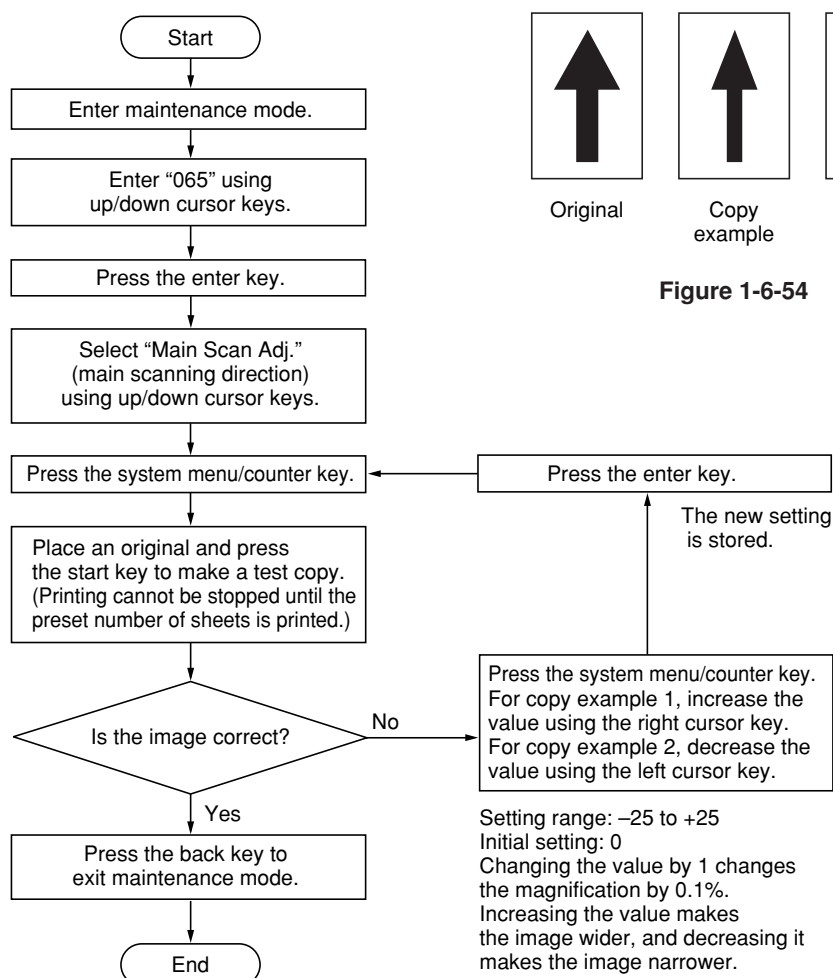 Start
Enter maintenance mode.
Enter “065” using
up/down cursor keys.
Press the enter key.
Select “Main Scan Adj.”
(main scanning direction)
using up/down cursor keys.
Press the system menu/counter key.
Place an original and press
the start key to make a test copy.
(Printing cannot be stopped until the
preset number of sheets is printed.)
Is the image correct?
Yes
Press the back key to
exit maintenance mode.
End
Original
Copy
example
Figure 1-6-54
Press the enter key.
The new setting
is stored.
No
Press the system menu/counter key.
For copy example 1, increase the
value using the right cursor key.
For copy example 2, decrease the
value using the left cursor key.
Setting range: –25 to +25
Initial setting: 0
Changing the value by 1 changes
the magnification by 0.1%.
Increasing the value makes
the image wider, and decreasing it
makes the image narrower.